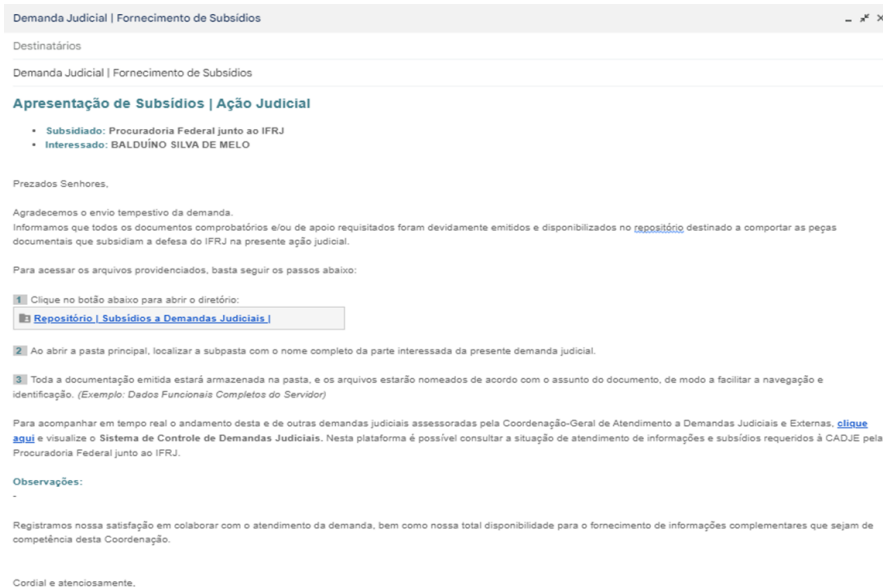 Demanda Judicial | Fornecimento de Subsídios
Destinatários
Demanda Judicial | Fornecimento de Subsídios
Apresentação de Subsídios | Ação Judicial
• Subsidiado: Procuradoria Federal junto ao IFRJ
• Interessado: BALDUÍNO SILVA DE MELO
Prezados Senhores,
Agradecemos o envio tempestivo da demanda.
Informamos que todos os documentos comprobatórios e/ou de apoio requisitados foram devidamente emitidos e disponibilizados no repositório destinado a comportar as peças
documentais que subsidiam a defesa do IFRJ na presente ação judicial.
Para acessar os arquivos providenciados, basta seguir os passos abaixo:
1 Clique no botão abaixo para abrir o diretório:
Repositório | Subsídios a Demandas Judiciais |
2 Ao abrir a pasta principal, localizar a subpasta com o nome completo da parte interessada da presente demanda judicial.
3 Toda a documentação emitida estará armazenada na pasta, e os arquivos estarão nomeados de acordo com o assunto do documento, de modo a facilitar a navegação e
identificação. (Exemplo: Dados Funcionais Completos do Servidor)
Para acompanhar em tempo real o andamento desta e de outras demandas judiciais assessoradas pela Coordenação-Geral de Atendimento a Demandas Judiciais e Externas, clique
aqui e visualize o Sistema de Controle de Demandas Judiciais. Nesta plataforma é possível consultar a situação de atendimento de informações e subsídios requeridos à CADJE pela
Procuradoria Federal junto ao IFRJ.
Observações:
-
Registramos nossa satisfação em colaborar com o atendimento da demanda, bem como nossa total disponibilidade para o fornecimento de informações complementares que sejam de
competência desta Coordenação.
Cordial e atenciosamente,